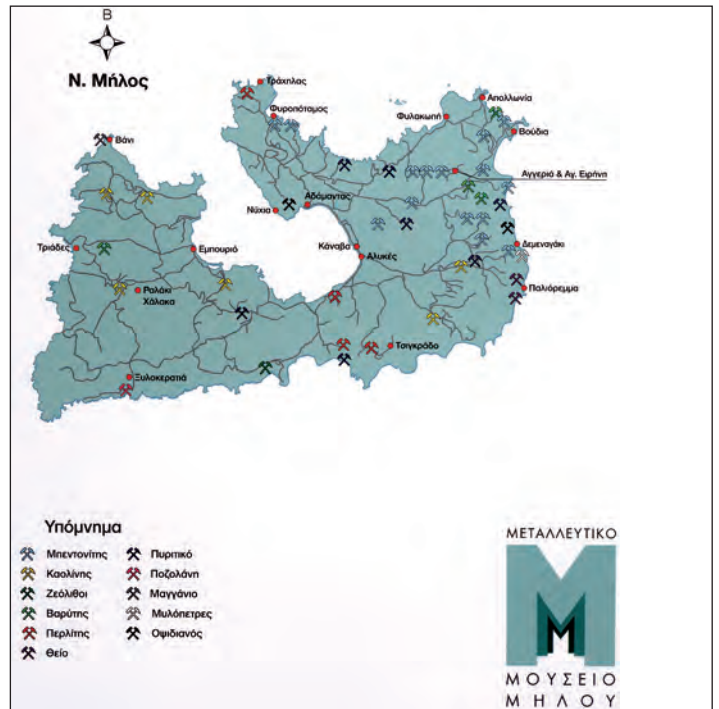 Β
Ν. Μήλος
Τράχηλας
Φυροπόταμος
Απολλωνία
Φυλακωπή
Βούδια
Βάνι
Αγγεριό & Αγ. Ειρήνη
Αδάμαντας
Νύχια
Τριάδες
Εμπουριό
Κάναβα
Αλυκές
Δεμεναγάκι
Ραλάκι
Χάλακα
Παλιόρεμμα
Τσιγκράδο
Ξυλοκερατιά
Υπόμνημα
Μπεντονίτης
Καολίνης
Ζεόλιθοι
Βαρύτης
Περλίτης
Θείο
Πυριτικό
Ποζολάνη
Μαγγάνιο
Μυλόπετρες
Οψιδιανός
ΜΕΤΑΛΛΕΥΤΙΚΟ
ΜΜ
ΜΟΥΣΕΙΟ
ΜΗΛΟΥ